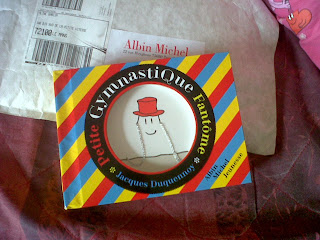 72100
Albin Michel
Petite GymnastiQue Fantôme
Jacques Duquennoy
Albin
Michel
Jeunesse